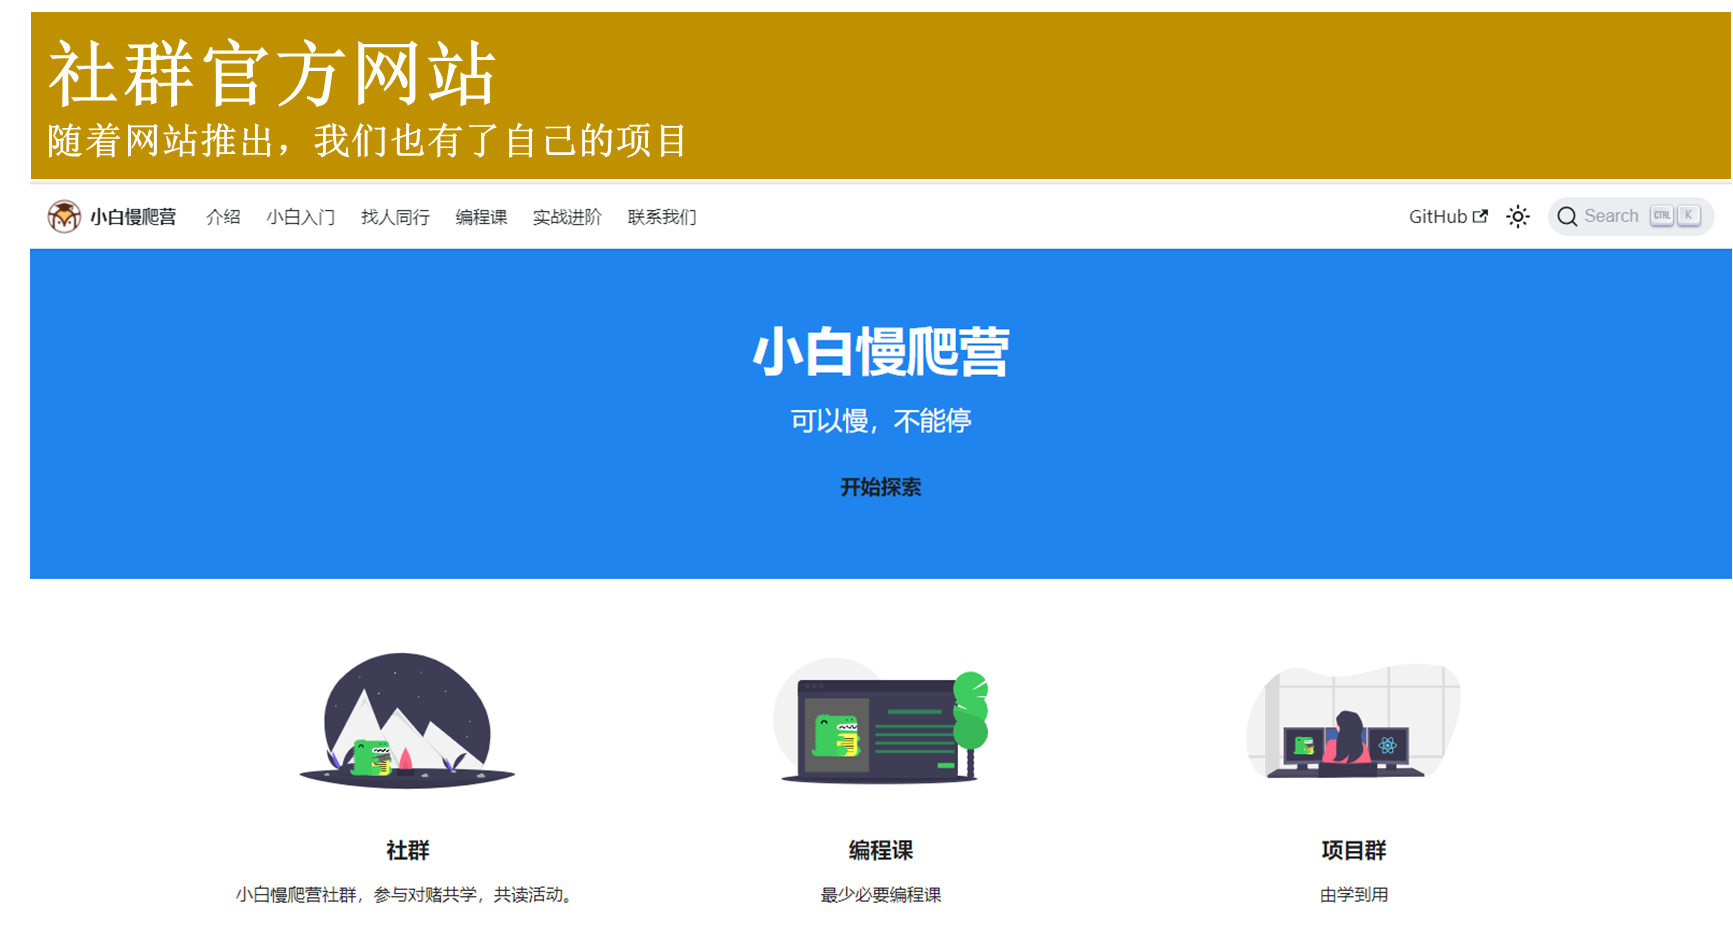 社群官方网站
随着网站推出，我们也有了自己的项目
小白慢爬营 介绍 小白入门 找人同行 编程课 实战进阶 联系我们 GitHub Search CTRL K
小白慢爬营
可以慢，不能停
开始探索
社群 编程课 项目群
小白慢爬营社群，参与对赌共学，共读活动。 最少必要编程课 由学到用